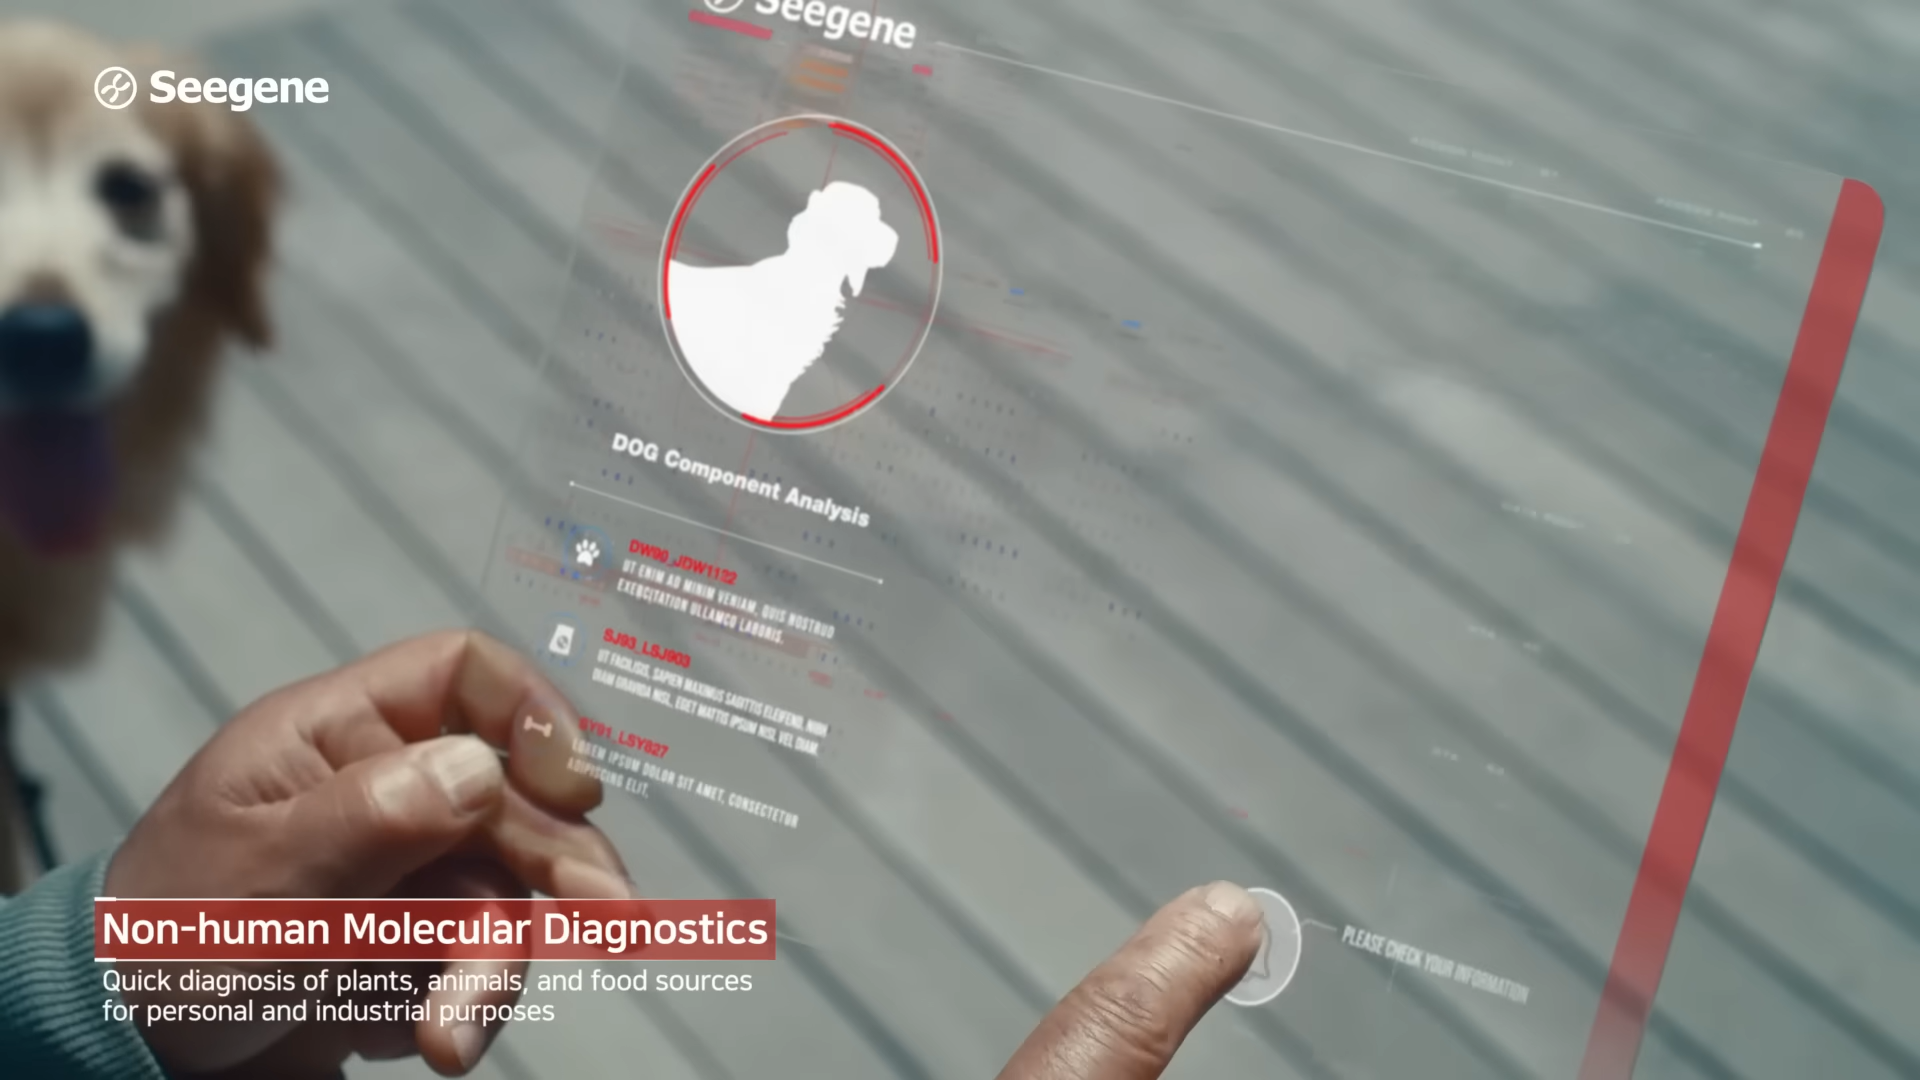 Seegene
Seegene
DOG Component Analysis
DW90_JDW1122
UT ENIM AD MINIM VENIAM, QUIS NOSTRUD
EXERCITATION ULLAMCO LABORIS.
SJ93_LSJ903
UT FACILISIS, SAPIEN MAXIMUS SAGITTIS ELEIFEND, NIBH
DIAM GRAVIDA NISL, EGET MATTIS IPSUM NISL VEL DIAM.
SY91_LSY827
LOREM IPSUM DOLOR SIT AMET, CONSECTETUR
ADIPISCING ELIT,
PLEASE CHECK YOUR INFORMATION
Non-human Molecular Diagnostics
Quick diagnosis of plants, animals, and food sources
for personal and industrial purposes